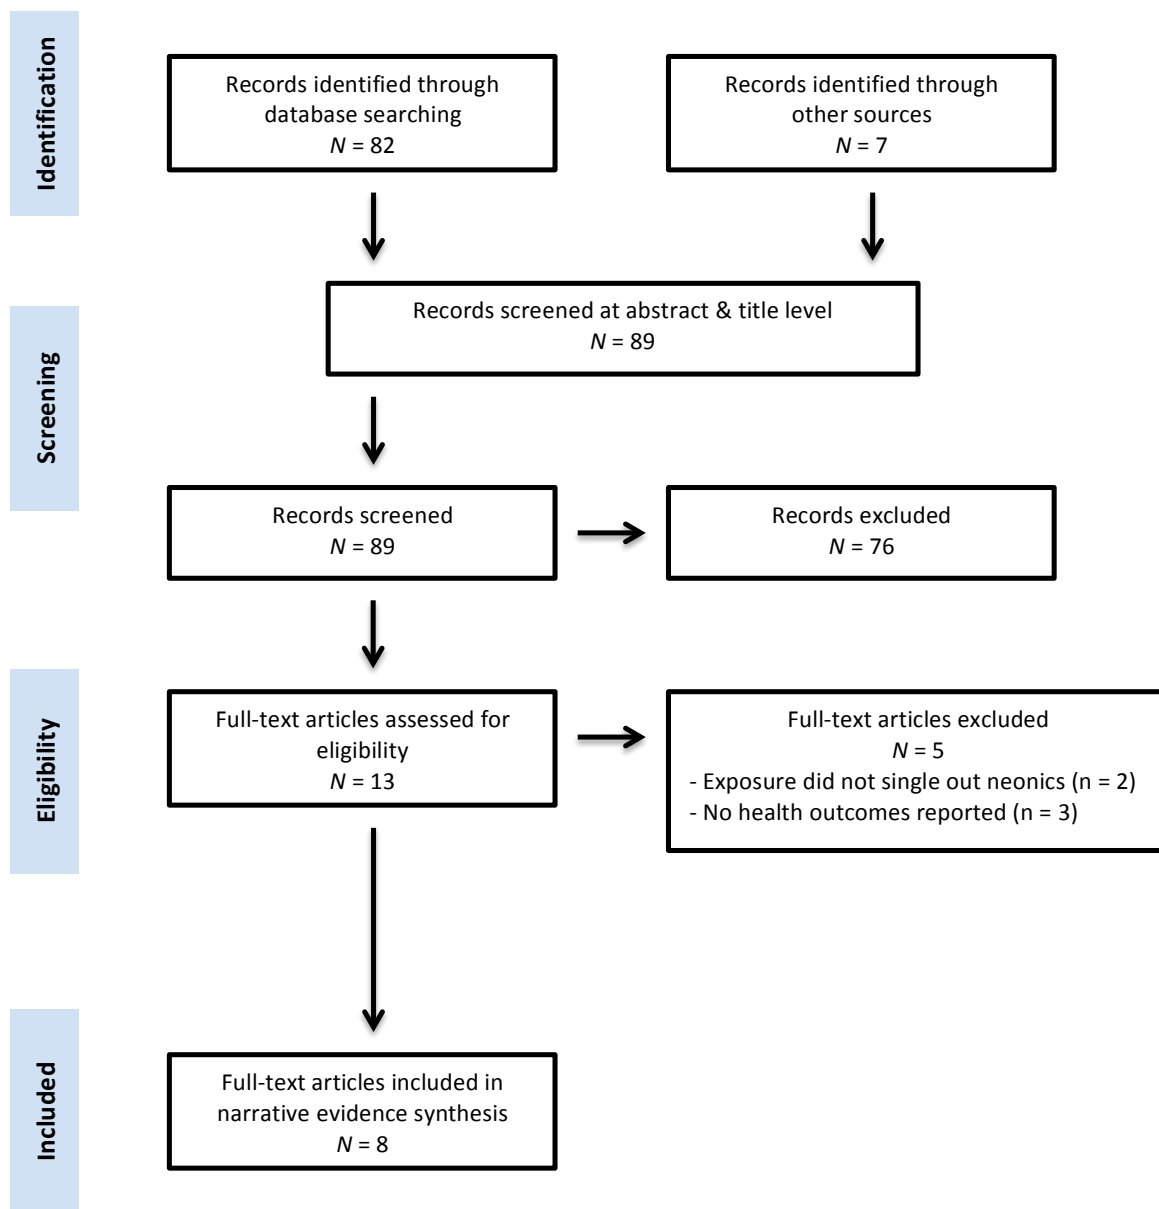 Identification
Records identified through
database searching
N = 82
Records identified through
other sources
N = 7
Screening
Records screened at abstract & title level
N = 89
Records screened
N = 89
Records excluded
N = 76
Eligibility
Full-text articles assessed for
eligibility
N = 13
Full-text articles excluded
N = 5
- Exposure did not single out neonics (n = 2)
- No health outcomes reported (n = 3)
Included
Full-text articles included in
narrative evidence synthesis
N = 8